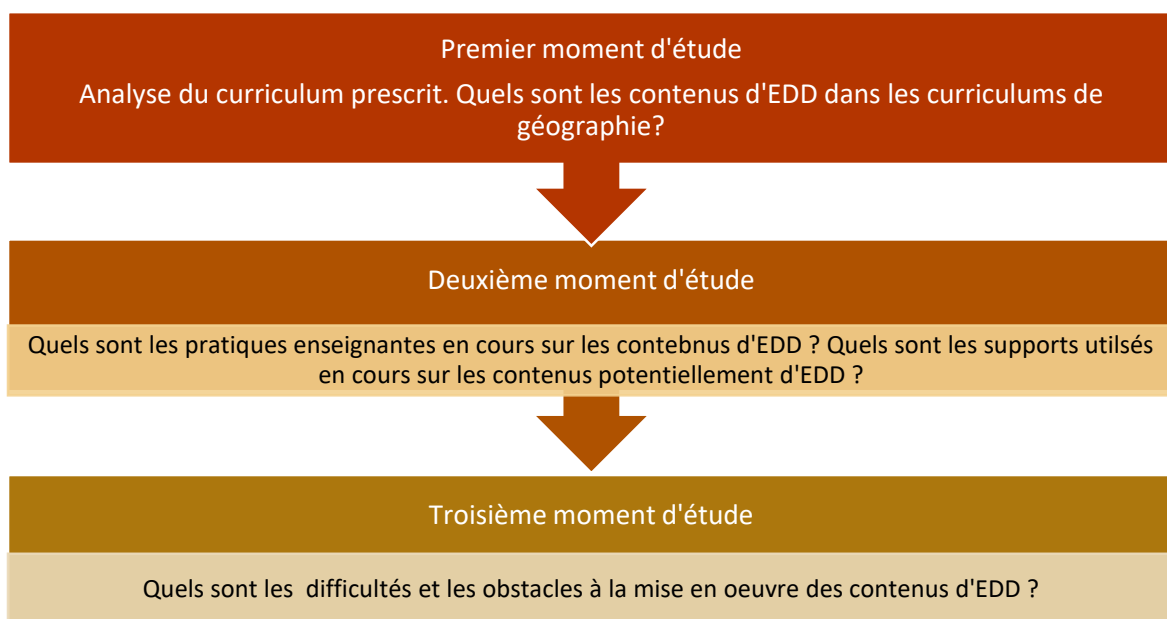 Premier moment d'étude
Analyse du curriculum prescrit. Quels sont les contenus d'EDD dans les curriculums de
géographie?
Deuxième moment d'étude
Quels sont les pratiques enseignantes en cours sur les contebnus d'EDD ? Quels sont les supports utilsés
en cours sur les contenus potentiellement d'EDD ?
Troisième moment d'étude
Quels sont les difficultés et les obstacles à la mise en oeuvre des contenus d'EDD ?